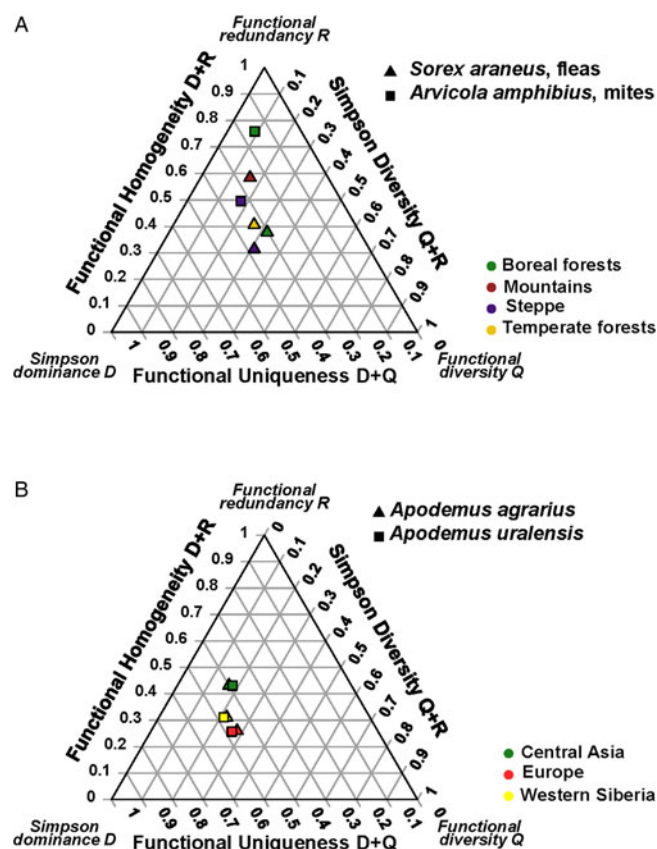 A
Functional
redundancy R
Functional Homogeneity D+R
1
0.9
0.8
0.7
0.6
0.5
0.4
0.3
0.2
0.1
0
0.1
0.2
0.3
0.4
0.5
0.6
0.7
0.8
0.9
1
Simpson Diversity Q+R
Sorex araneus, fleas
Arvicola amphibius, mites
Boreal forests
Mountains
Steppe
Temperate forests
1 0.9 0.8 0.7 0.6 0.5 0.4 0.3 0.2 0.1 0
Simpson
dominance D
Functional Uniqueness D+Q
Functional
diversity Q
B
Functional
redundancy R
Functional Homogeneity D+R
1
0.9
0.8
0.7
0.6
0.5
0.4
0.3
0.2
0.1
0
0
0.1
0.2
0.3
0.4
0.5
0.6
0.7
0.8
0.9
1
Simpson Diversity Q+R
Apodemus agrarius
Apodemus uralensis
Central Asia
Europe
Western Siberia
1 0.9 0.8 0.7 0.6 0.5 0.4 0.3 0.2 0.1 0
Simpson
dominance D
Functional Uniqueness D+Q
Functional
diversity Q